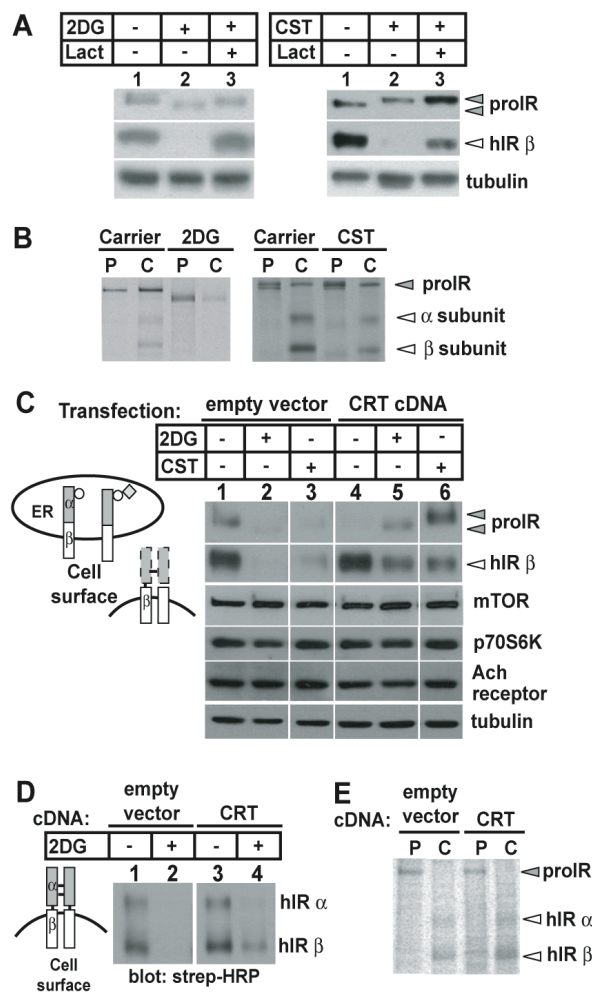 A
2DG - + +
Lact - - +
1 2 3
CST - + +
Lact - - +
1 2 3
proIR
hIR β
tubulin
B
Carrier 2DG
P C P C
Carrier CST
P C P C
proIR
α subunit
β subunit
C
Transfection: empty vector CRT cDNA
2DG - + - - + -
CST - - + - - +
1 2 3 4 5 6
ER
α
β
Cell
surface
β
proIR
hIR β
mTOR
p70S6K
Ach
receptor
tubulin
D
empty
vector
cDNA: CRT
2DG - + - +
1 2 3 4
α
β
Cell
surface
hIR α
hIR β
blot: strep-HRP
E
empty
vector
cDNA: CRT
P C P C
proIR
hIR α
hIR β